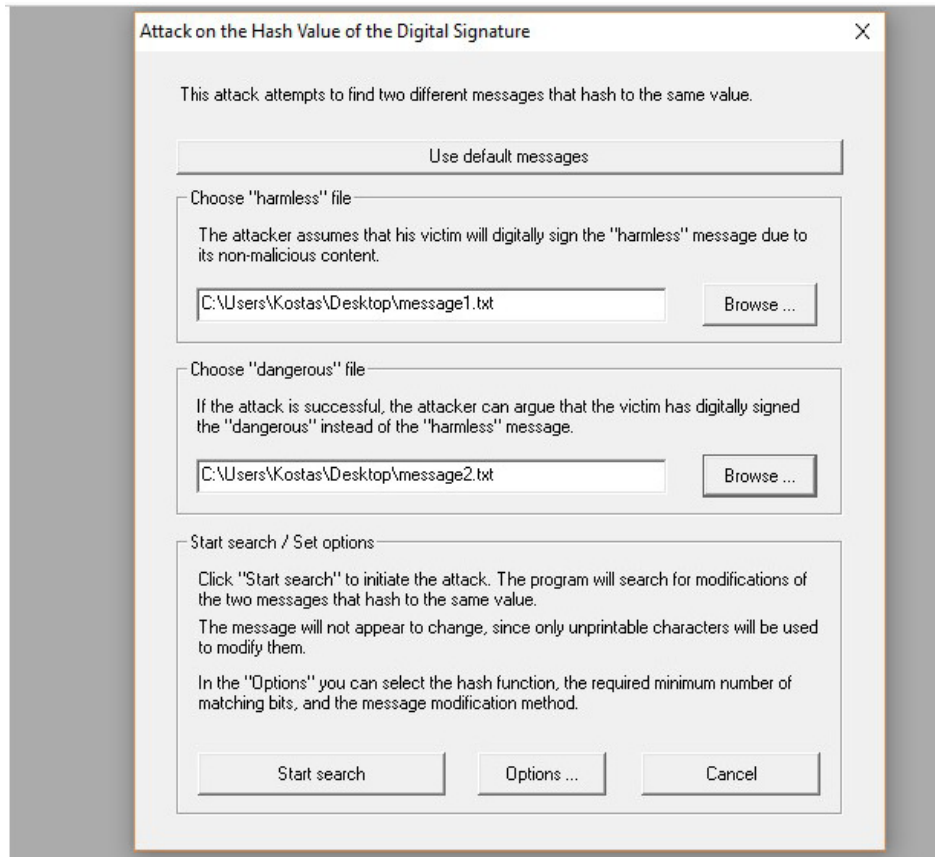 Attack on the Hash Value of the Digital Signature
This attack attempts to find two different messages that hash to the same value.
Use default messages
Choose "harmless" file
The attacker assumes that his victim will digitally sign the "harmless" message due to
its non-malicious content.
C:\Users\Kostas\Desktop\message1.txt
Browse ...
Choose "dangerous" file
If the attack is successful, the attacker can argue that the victim has digitally signed
the "dangerous" instead of the "harmless" message.
C:\Users\Kostas\Desktop\message2.txt
Browse ...
Start search / Set options
Click "Start search" to initiate the attack. The program will search for modifications of
the two messages that hash to the same value.
The message will not appear to change, since only unprintable characters will be used
to modify them.
In the "Options" you can select the hash function, the required minimum number of
matching bits, and the message modification method.
Start search
Options ...
Cancel